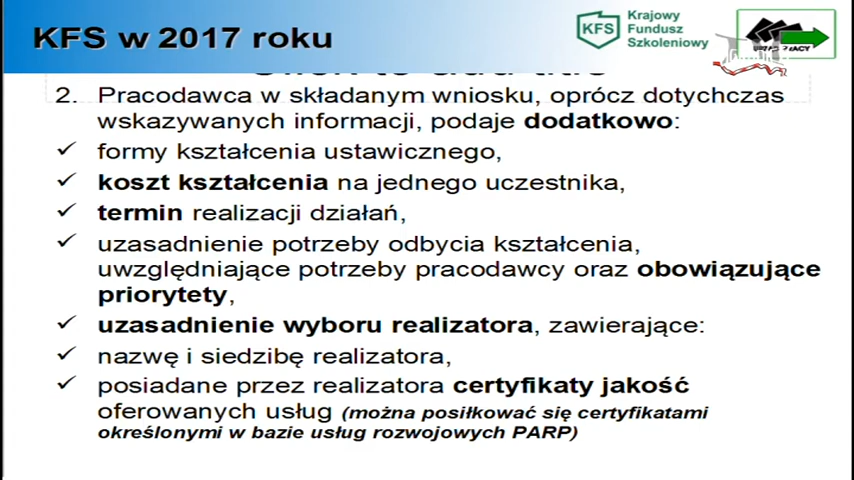 KFS w 2017 roku
KFS
Krajowy
Fundusz
Szkoleniowy
2. Pracodawca w składanym wniosku, oprócz dotychczas
wskazywanych informacji, podaje dodatkowo:
✓ formy kształcenia ustawicznego,
✓ koszt kształcenia na jednego uczestnika,
✓ termin realizacji działań,
✓ uzasadnienie potrzeby odbycia kształcenia,
uwzględniające potrzeby pracodawcy oraz obowiązujące
priorytety,
✓ uzasadnienie wyboru realizatora, zawierające:
✓ nazwę i siedzibę realizatora,
✓ posiadane przez realizatora certyfikaty jakość
oferowanych usług (można posiłkować się certyfikatami
określonymi w bazie usług rozwojowych PARP)